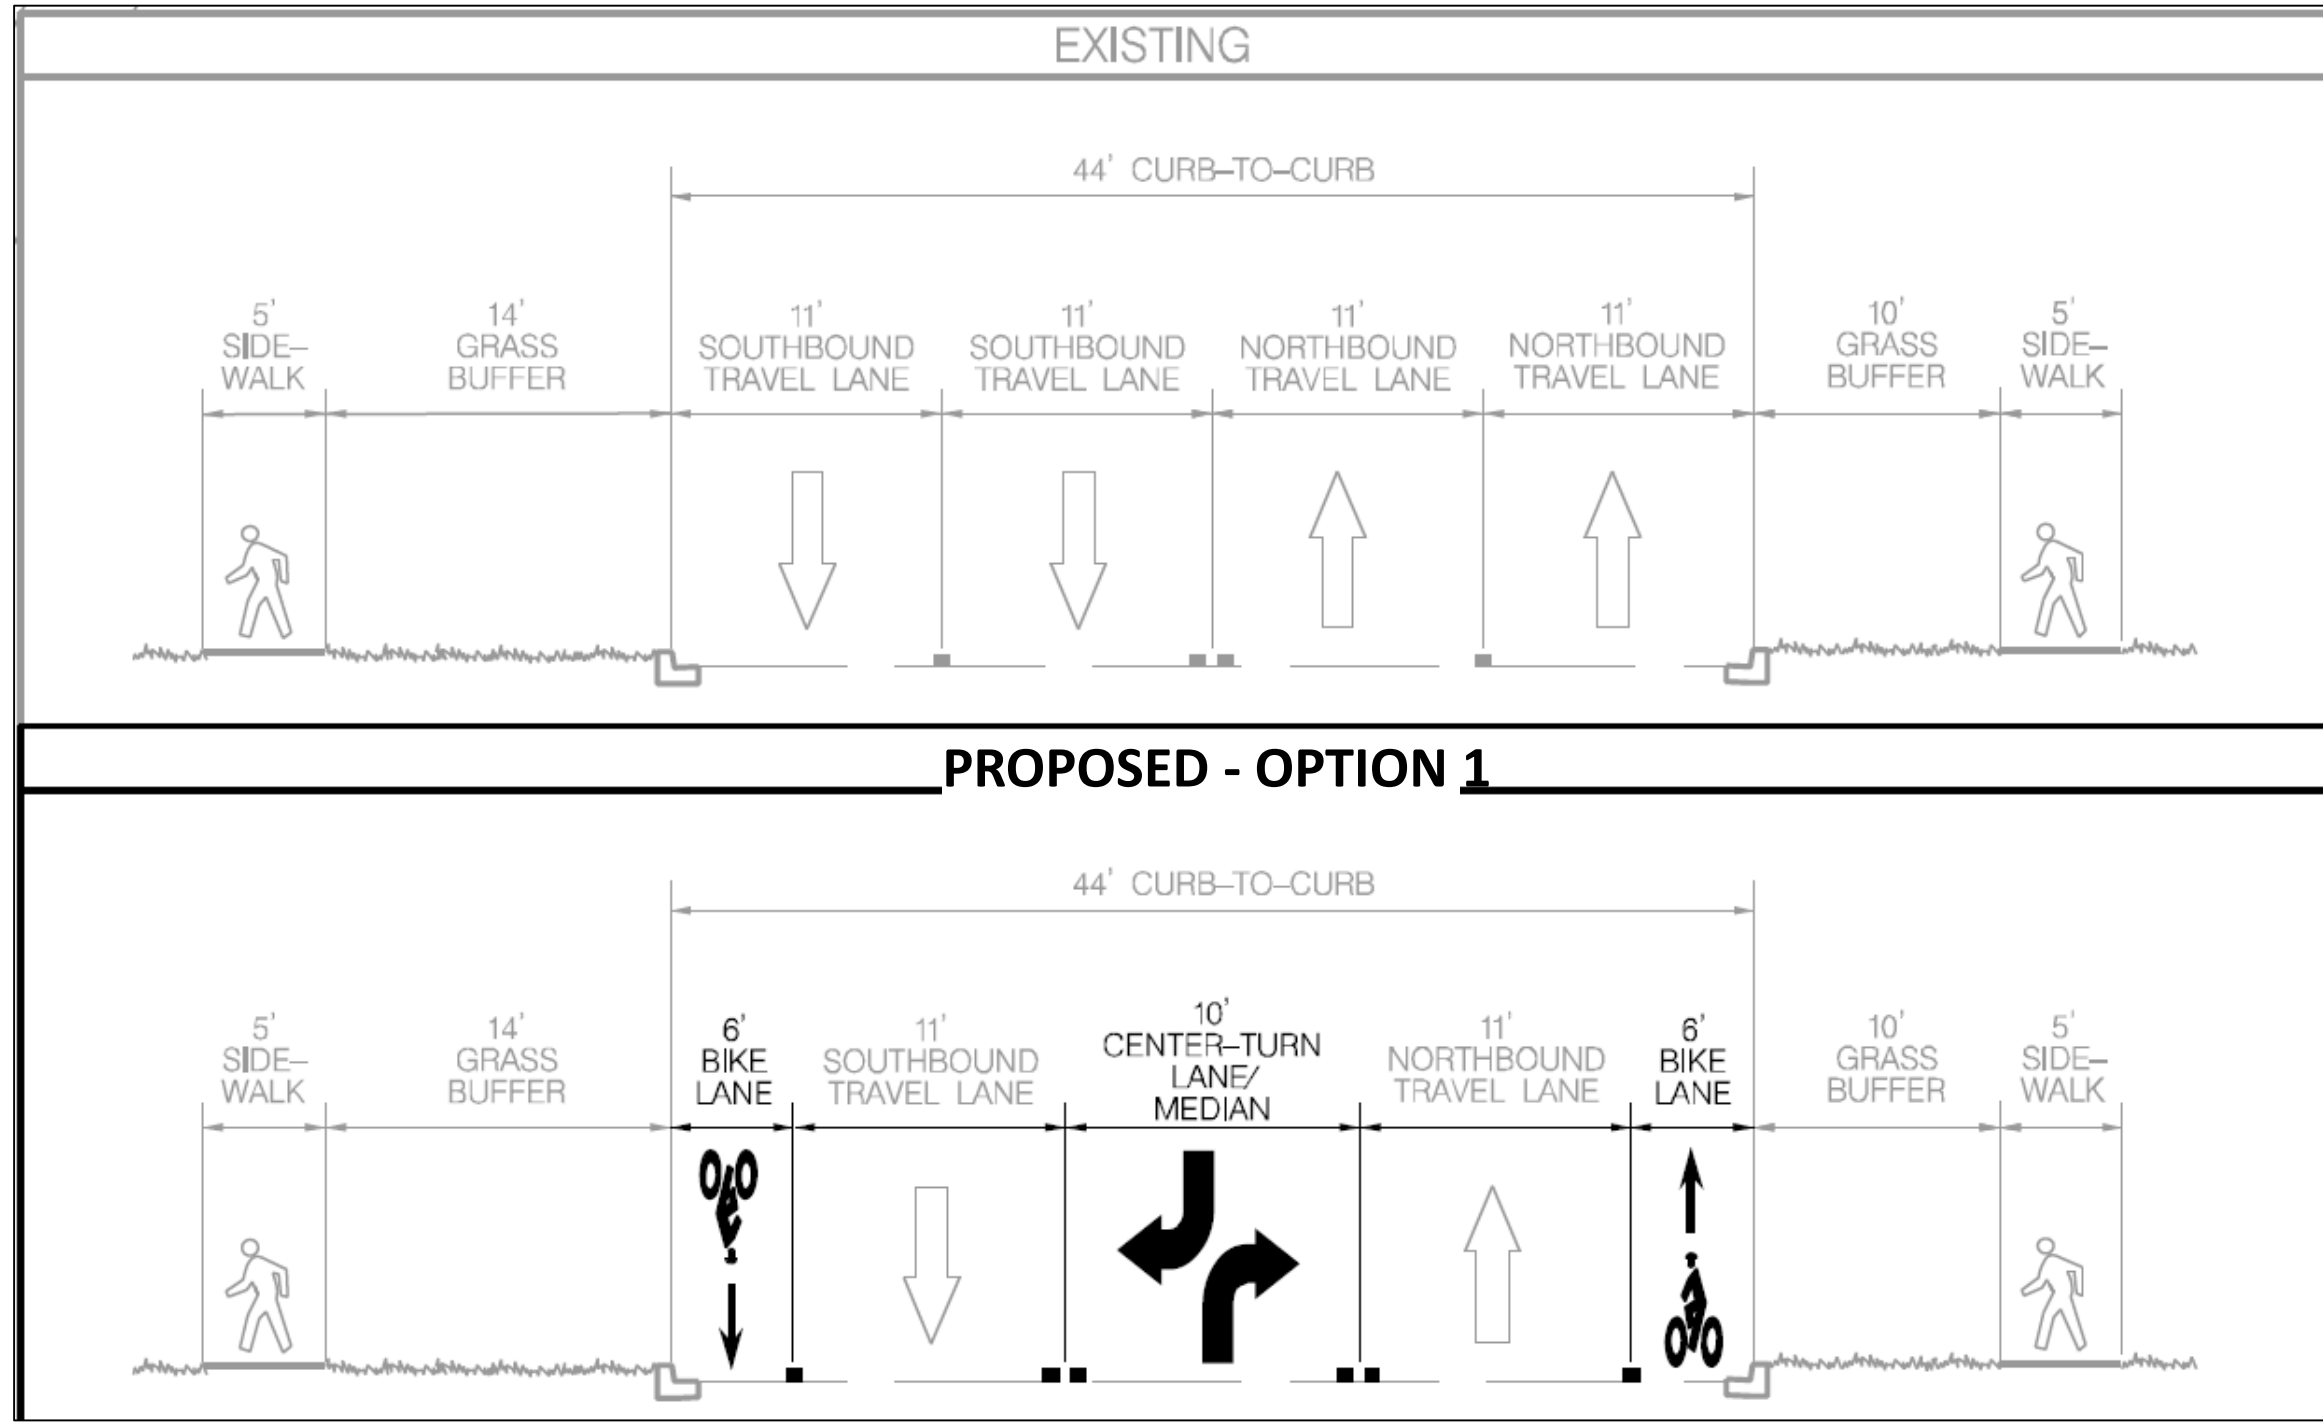 EXISTING
44' CURB–TO–CURB
5'
SIDE–
WALK
14'
GRASS
BUFFER
11'
SOUTHBOUND
TRAVEL LANE
11'
SOUTHBOUND
TRAVEL LANE
11'
NORTHBOUND
TRAVEL LANE
11'
NORTHBOUND
TRAVEL LANE
10'
GRASS
BUFFER
5'
SIDE–
WALK
PROPOSED - OPTION 1
44' CURB–TO–CURB
5'
SIDE–
WALK
14'
GRASS
BUFFER
6'
BIKE
LANE
11'
SOUTHBOUND
TRAVEL LANE
10'
CENTER–TURN
LANE/
MEDIAN
11'
NORTHBOUND
TRAVEL LANE
6'
BIKE
LANE
10'
GRASS
BUFFER
5'
SIDE–
WALK